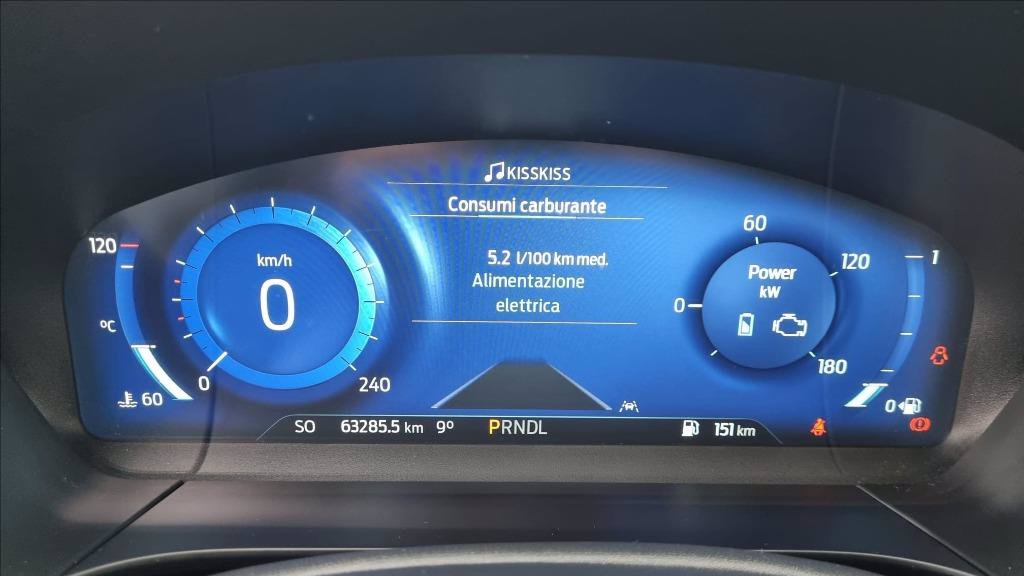 KISSKISS
Consumi carburante
5.2 l/100 km med.
Alimentazione
elettrica
120
°C
60
km/h
0
0
240
60
0
120
180
Power
kW
1
0
SO 63285.5 km 9° PRNDL 151 km